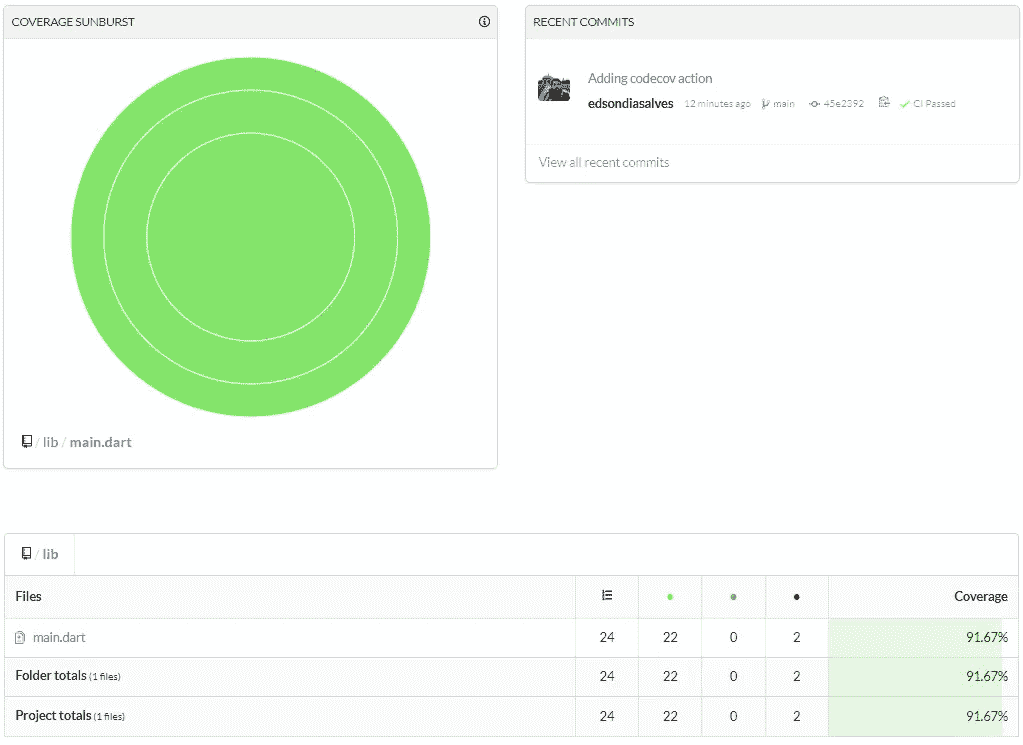 COVERAGE SUNBURST
/ lib / main.dart
RECENT COMMITS
Adding codecov action
edsondiasalves 12 minutes ago main 45e2392 CI Passed
View all recent commits
/ lib
Files Coverage
main.dart 24 22 0 2 91.67%
Folder totals (1 files) 24 22 0 2 91.67%
Project totals (1 files) 24 22 0 2 91.67%